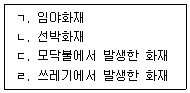 ㄱ. 임야화재
ㄴ. 선박화재
ㄷ. 모닥불에서 발생한 화재
ㄹ. 쓰레기에서 발생한 화재